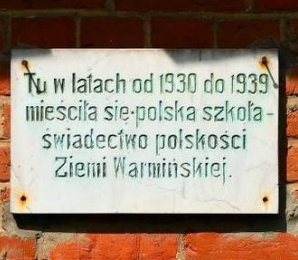 Tu w latach od 1930 do 1939
mieściła się polska szkoła-
świadectwo polskości
Ziemi Warmińskiej.